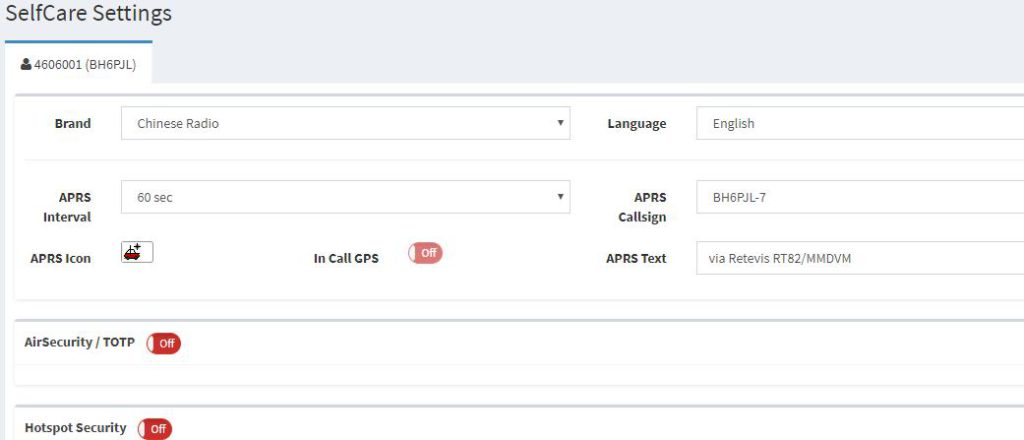 SelfCare Settings
4606001 (BH6PJL)
Brand Chinese Radio Language English
APRS Interval 60 sec APRS Callsign BH6PJL-7
APRS Icon In Call GPS Off APRS Text via Retevis RT82/MMDVM
AirSecurity / TOTP Off
Hotspot Security Off